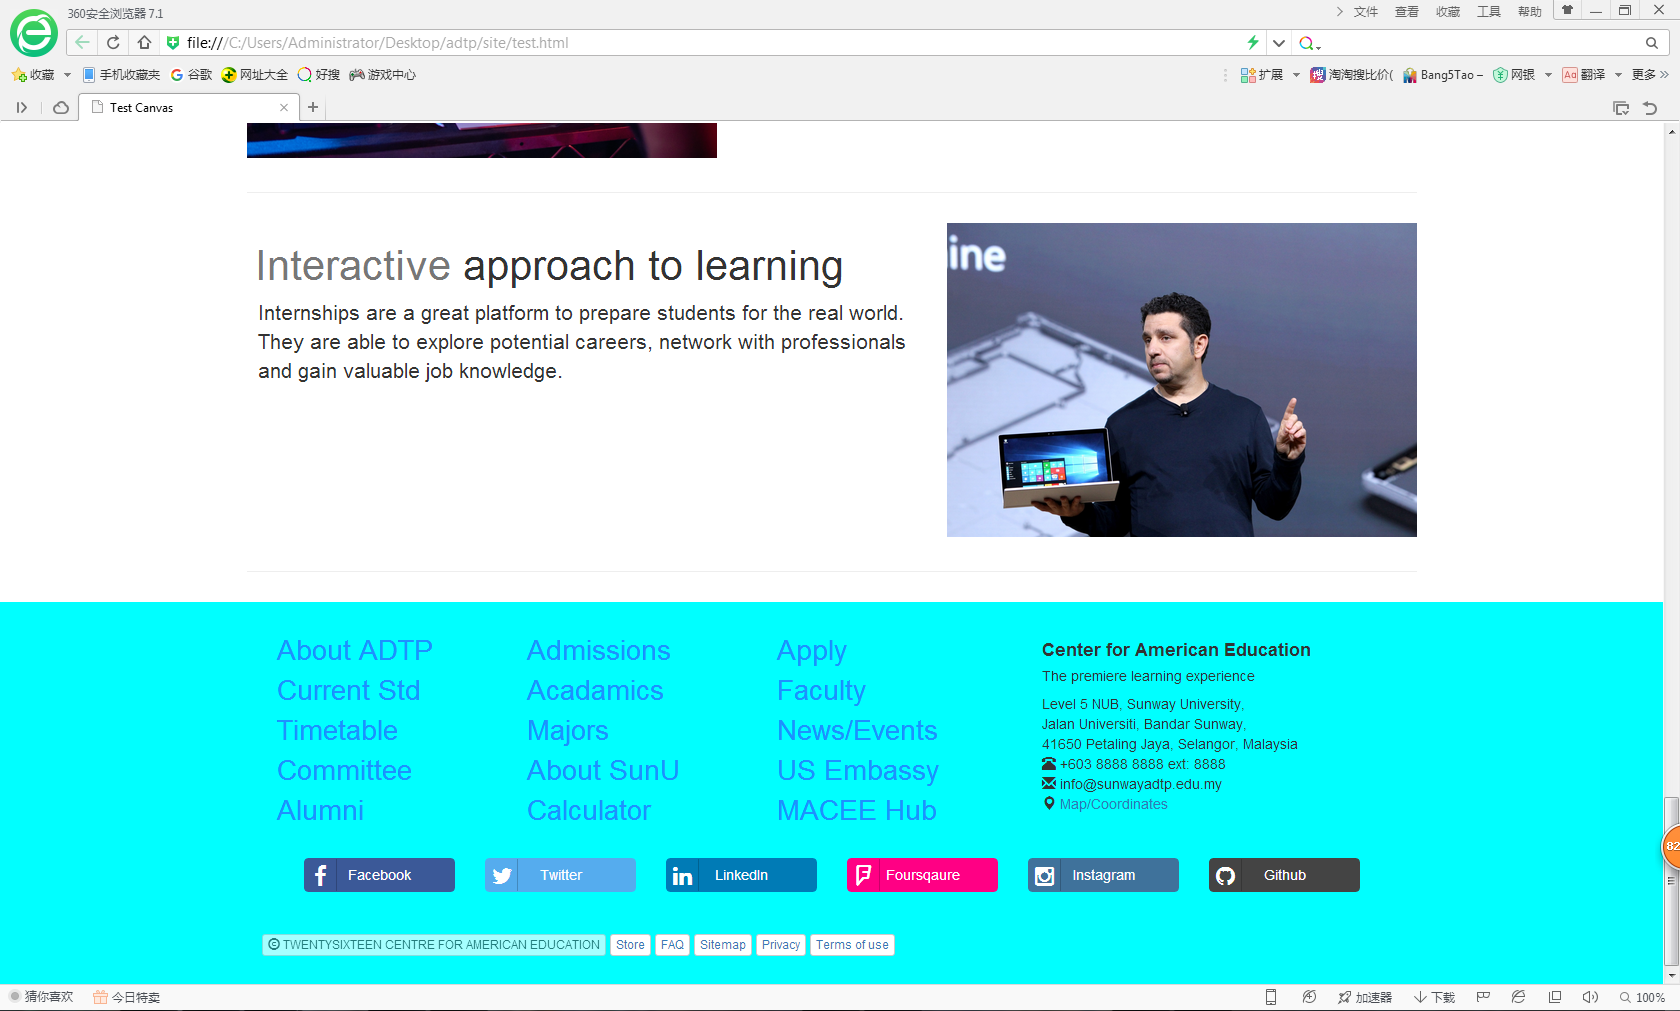 360安全浏览器 7.1
文件 查看 收藏 工具 帮助
file:///C:/Users/Administrator/Desktop/adtp/site/test.html
收藏 手机收藏夹 谷歌 网址大全 好搜 游戏中心
扩展 淘淘搜比价( Bang5Tao – 网银 翻译 更多 »
Test Canvas
ine
Interactive approach to learning
Internships are a great platform to prepare students for the real world.
They are able to explore potential careers, network with professionals
and gain valuable job knowledge.
About ADTP
Current Std
Timetable
Committee
Alumni
Admissions
Acadamics
Majors
About SunU
Calculator
Apply
Faculty
News/Events
US Embassy
MACEE Hub
Center for American Education
The premiere learning experience
Level 5 NUB, Sunway University,
Jalan Universiti, Bandar Sunway,
41650 Petaling Jaya, Selangor, Malaysia
+603 8888 8888 ext: 8888
info@sunwayadtp.edu.my
Map/Coordinates
82
Facebook Twitter LinkedIn Foursqaure Instagram Github
© TWENTYSIXTEEN CENTRE FOR AMERICAN EDUCATION Store FAQ Sitemap Privacy Terms of use
猜你喜欢 今日特卖
加速器 下载 100%